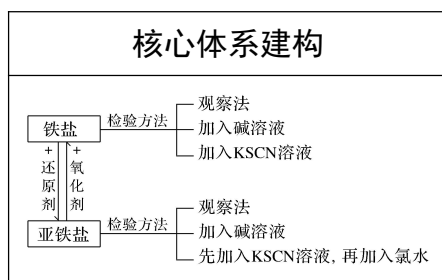 核心体系建构
观察法
铁盐 检验方法 加入碱溶液
加入KSCN溶液
+还原剂 +氧化剂
观察法
亚铁盐 检验方法 加入碱溶液
先加入KSCN溶液, 再加入氯水